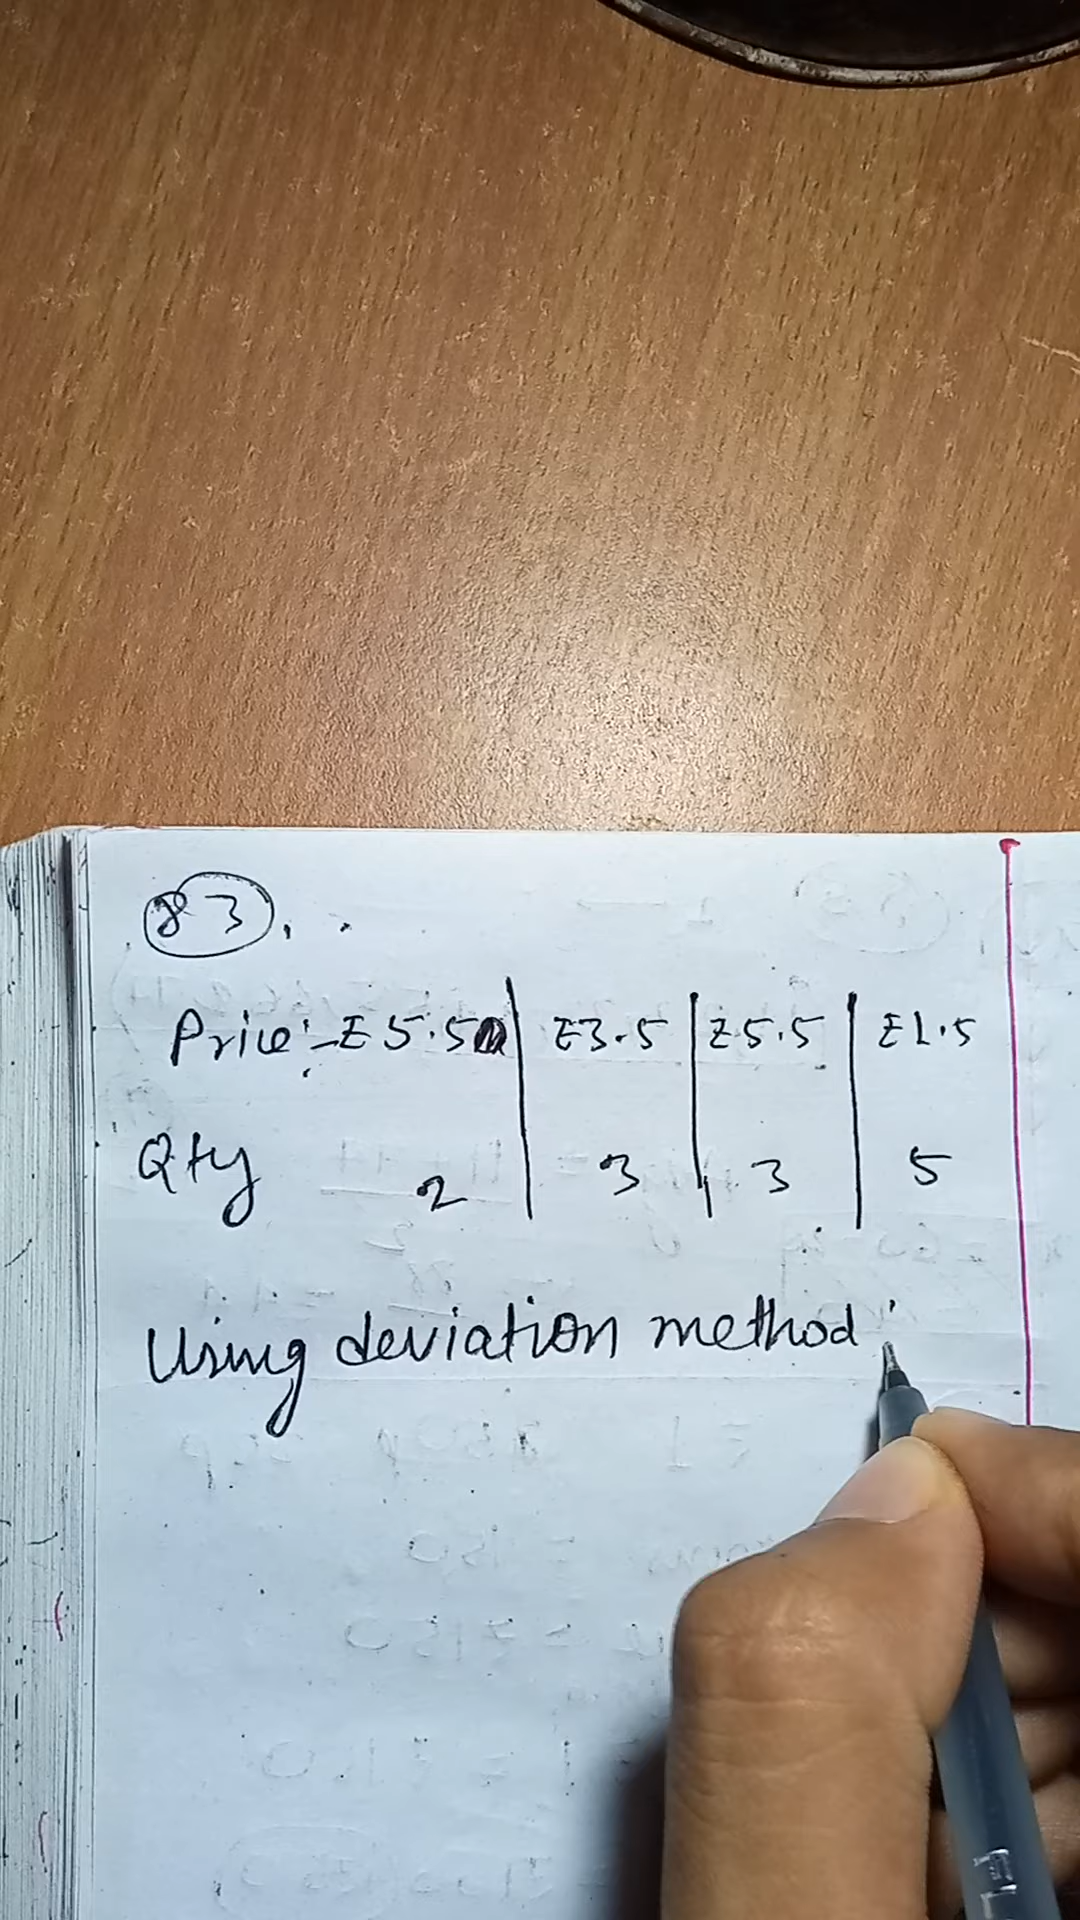 83.
Price:- £5.5 | £3.5 | £5.5 | £1.5
Qty 2 | 3 | 3 | 5
Using deviation method